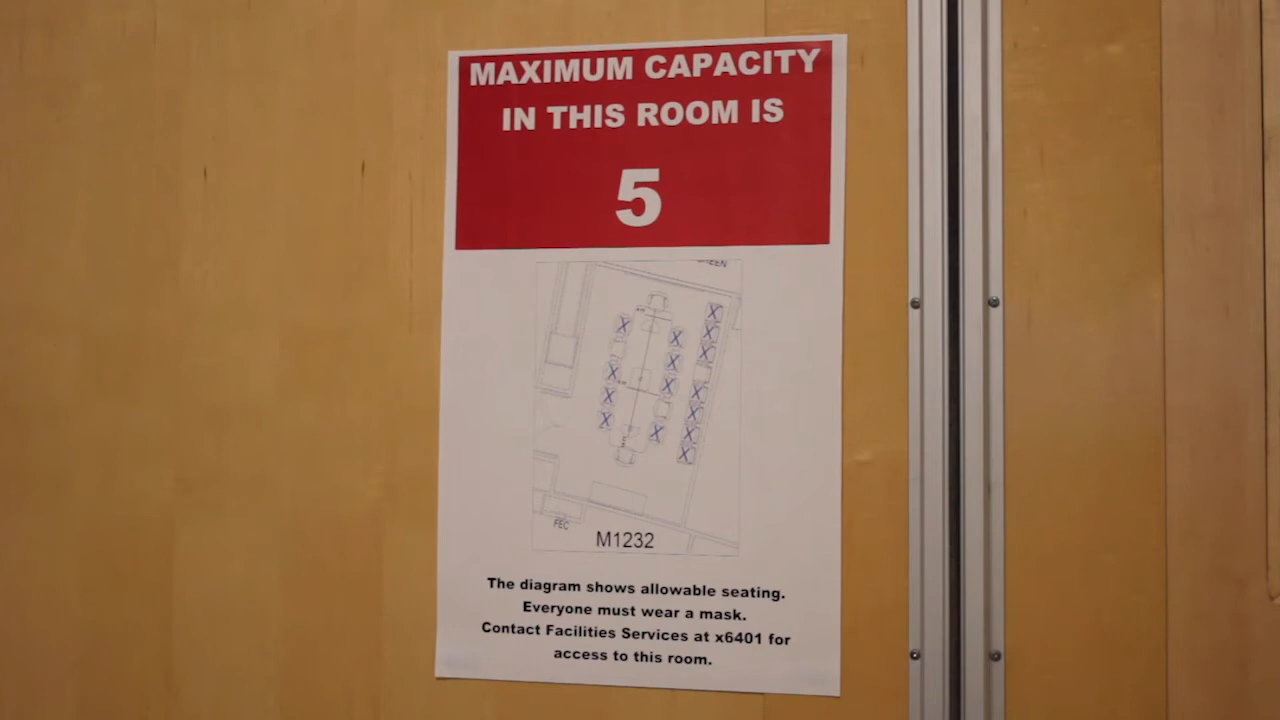 MAXIMUM CAPACITY
IN THIS ROOM IS
5
FEC
M1232
The diagram shows allowable seating.
Everyone must wear a mask.
Contact Facilities Services at x6401 for
access to this room.